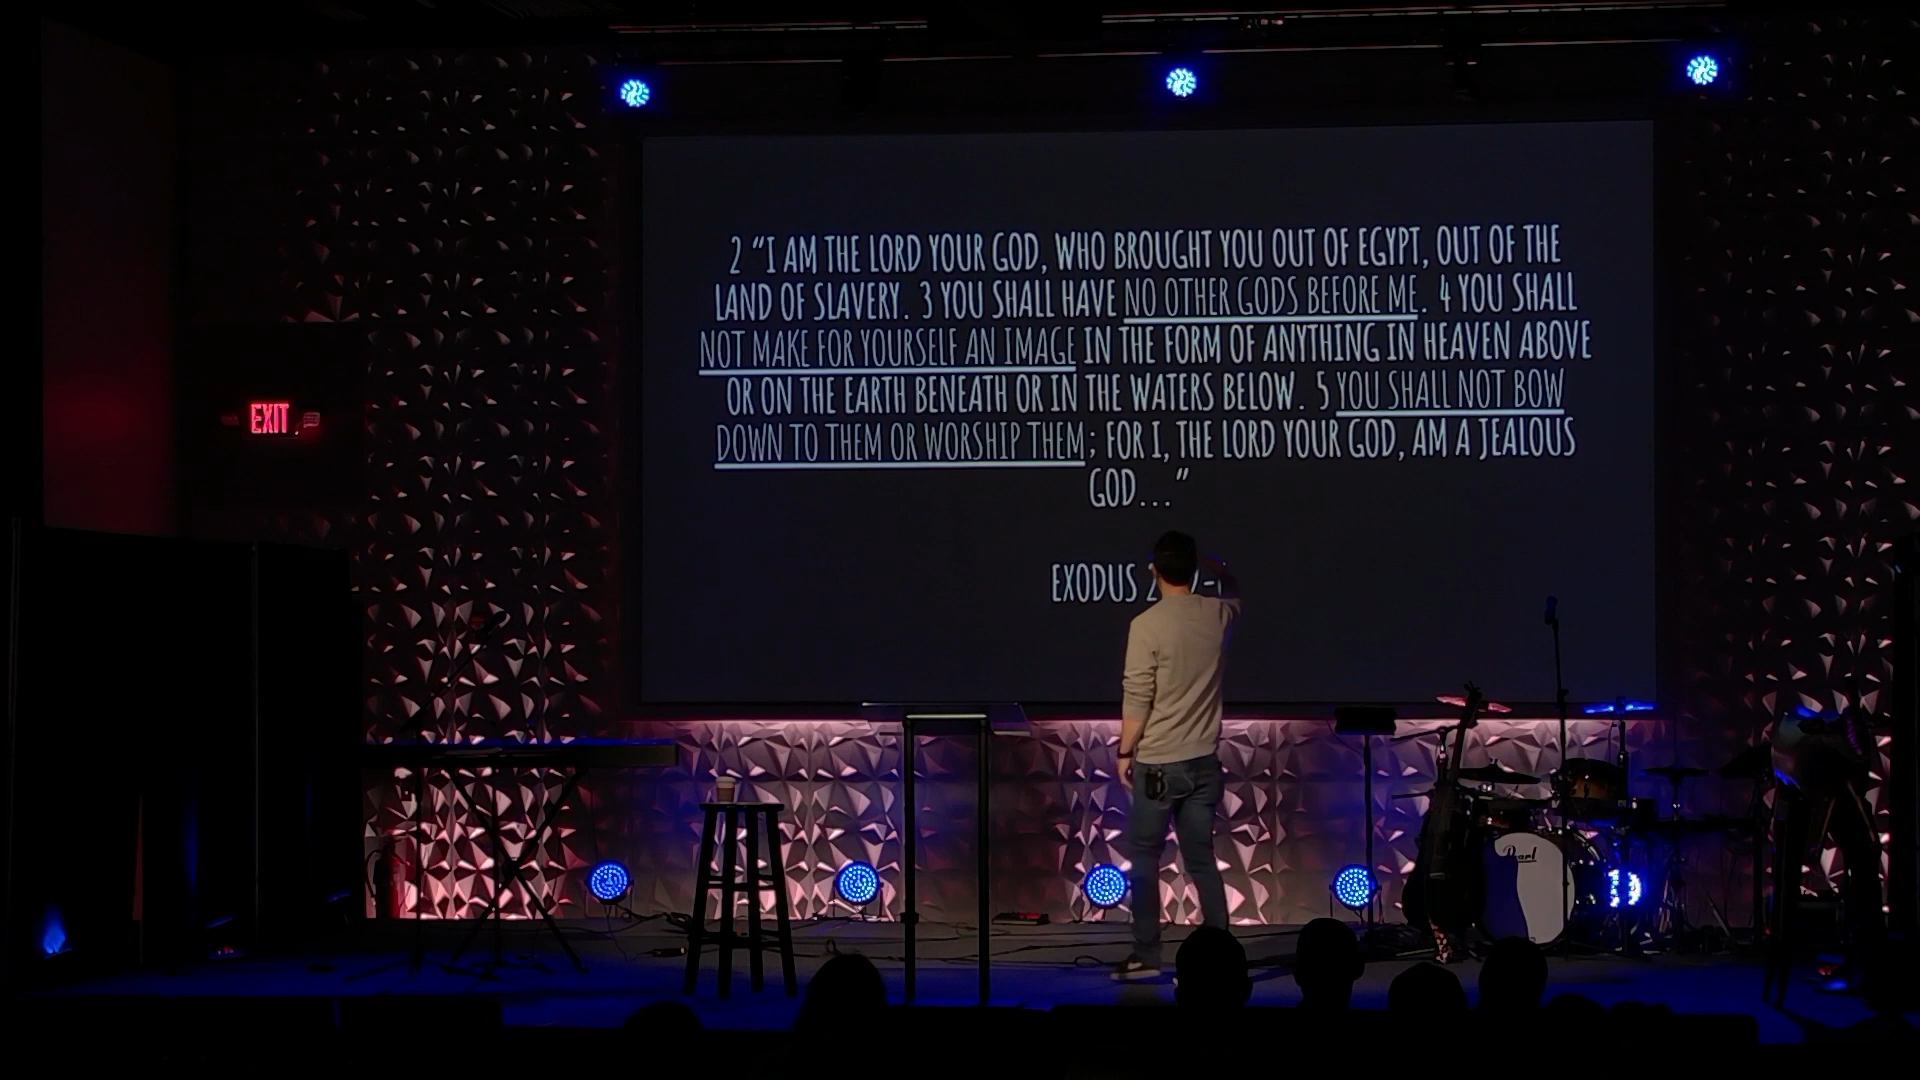 2 “I AM THE LORD YOUR GOD, WHO BROUGHT YOU OUT OF EGYPT, OUT OF THE
LAND OF SLAVERY. 3 YOU SHALL HAVE NO OTHER GODS BEFORE ME. 4 YOU SHALL
NOT MAKE FOR YOURSELF AN IMAGE IN THE FORM OF ANYTHING IN HEAVEN ABOVE
OR ON THE EARTH BENEATH OR IN THE WATERS BELOW. 5 YOU SHALL NOT BOW
DOWN TO THEM OR WORSHIP THEM; FOR I, THE LORD YOUR GOD, AM A JEALOUS
GOD...”
EXODUS
EXIT
Pearl